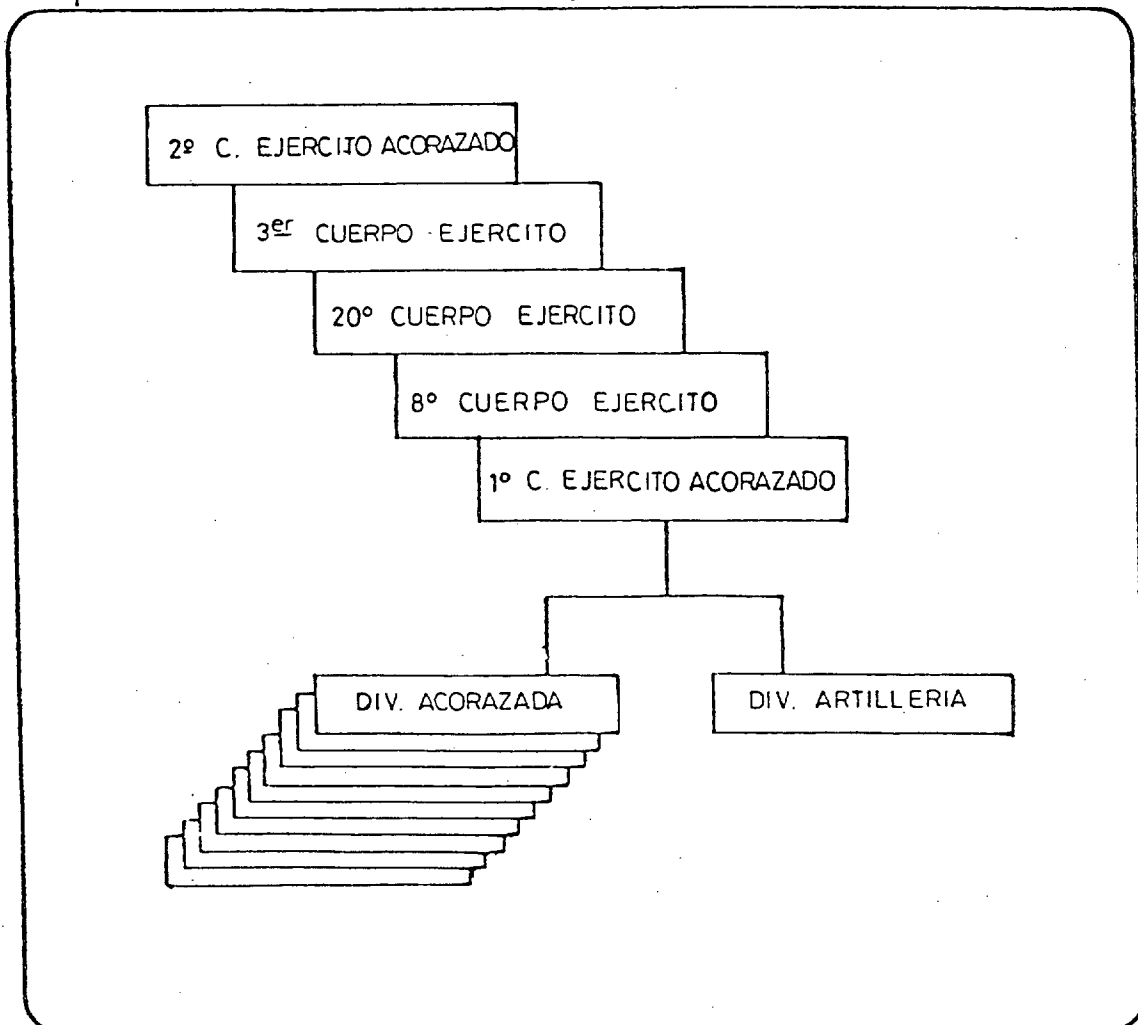 2º C. EJERCITO ACORAZADO
3er CUERPO EJERCITO
20º CUERPO EJERCITO
8º CUERPO EJERCITO
1º C. EJERCITO ACORAZADO
DIV. ACORAZADA
DIV. ARTILLERIA